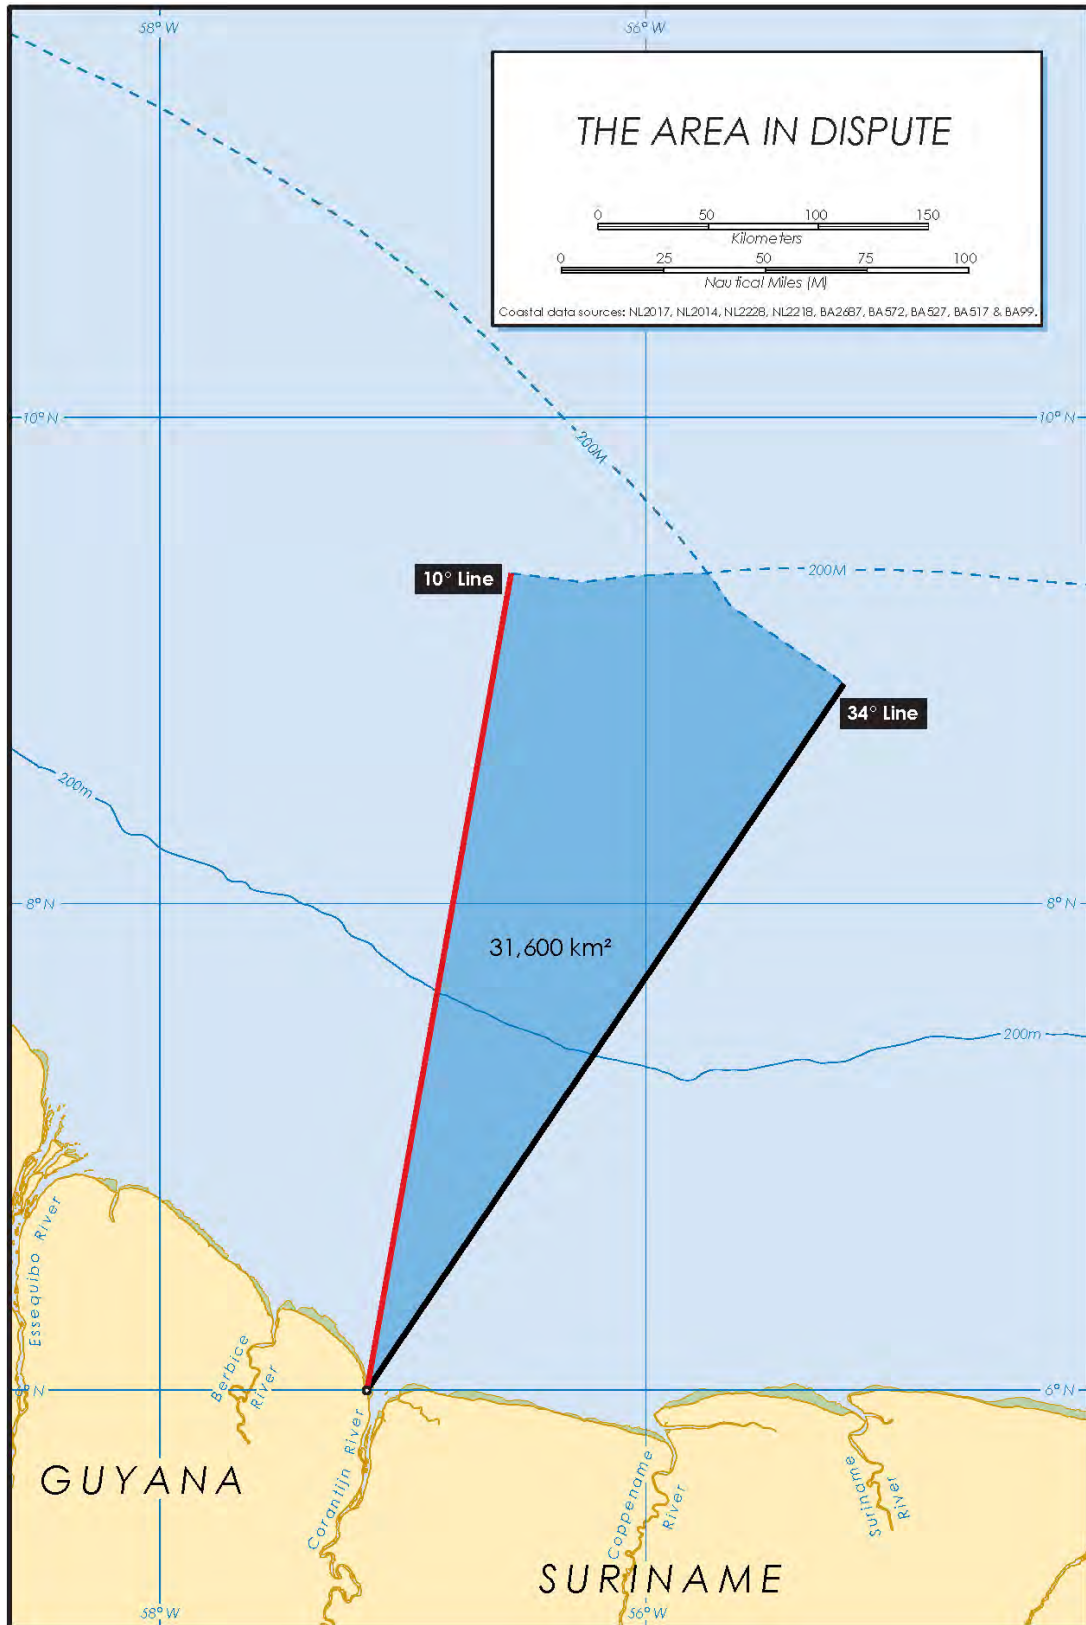 58° W
56° W
THE AREA IN DISPUTE
0 50 100 150
Kilometers
0 25 50 75 100
Nautical Miles (M)
Coastal data sources: NL2017, NL2014, NL2228, NL2218, BA2687, BA572, BA527, BA517 & BA99.
10° N
10° N
200M
10° Line
200M
34° Line
200m
8° N
8° N
31,600 km²
200m
Essequibo River
Berbice
River
6° N
6° N
Corantijn River
GUYANA
Coppename
River
Suriname
River
SURINAME
58° W
56° W